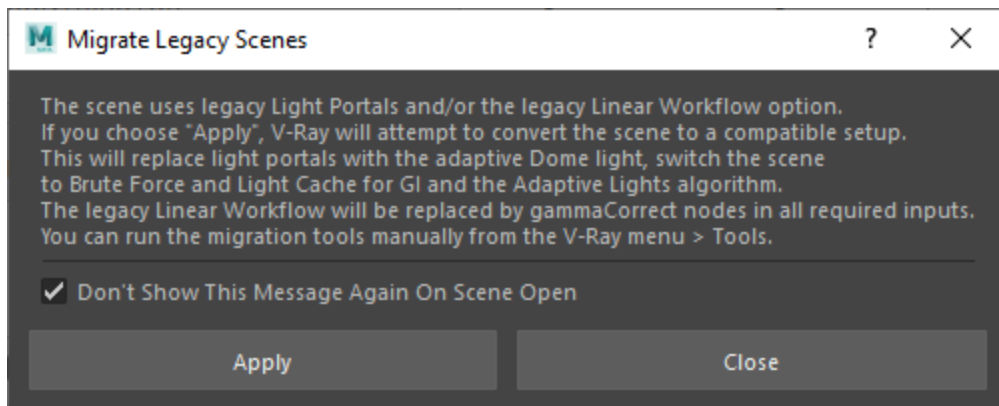 Migrate Legacy Scenes
The scene uses legacy Light Portals and/or the legacy Linear Workflow option.
If you choose "Apply", V-Ray will attempt to convert the scene to a compatible setup.
This will replace light portals with the adaptive Dome light, switch the scene
to Brute Force and Light Cache for GI and the Adaptive Lights algorithm.
The legacy Linear Workflow will be replaced by gammaCorrect nodes in all required inputs.
You can run the migration tools manually from the V-Ray menu > Tools.
Don't Show This Message Again On Scene Open
Apply Close